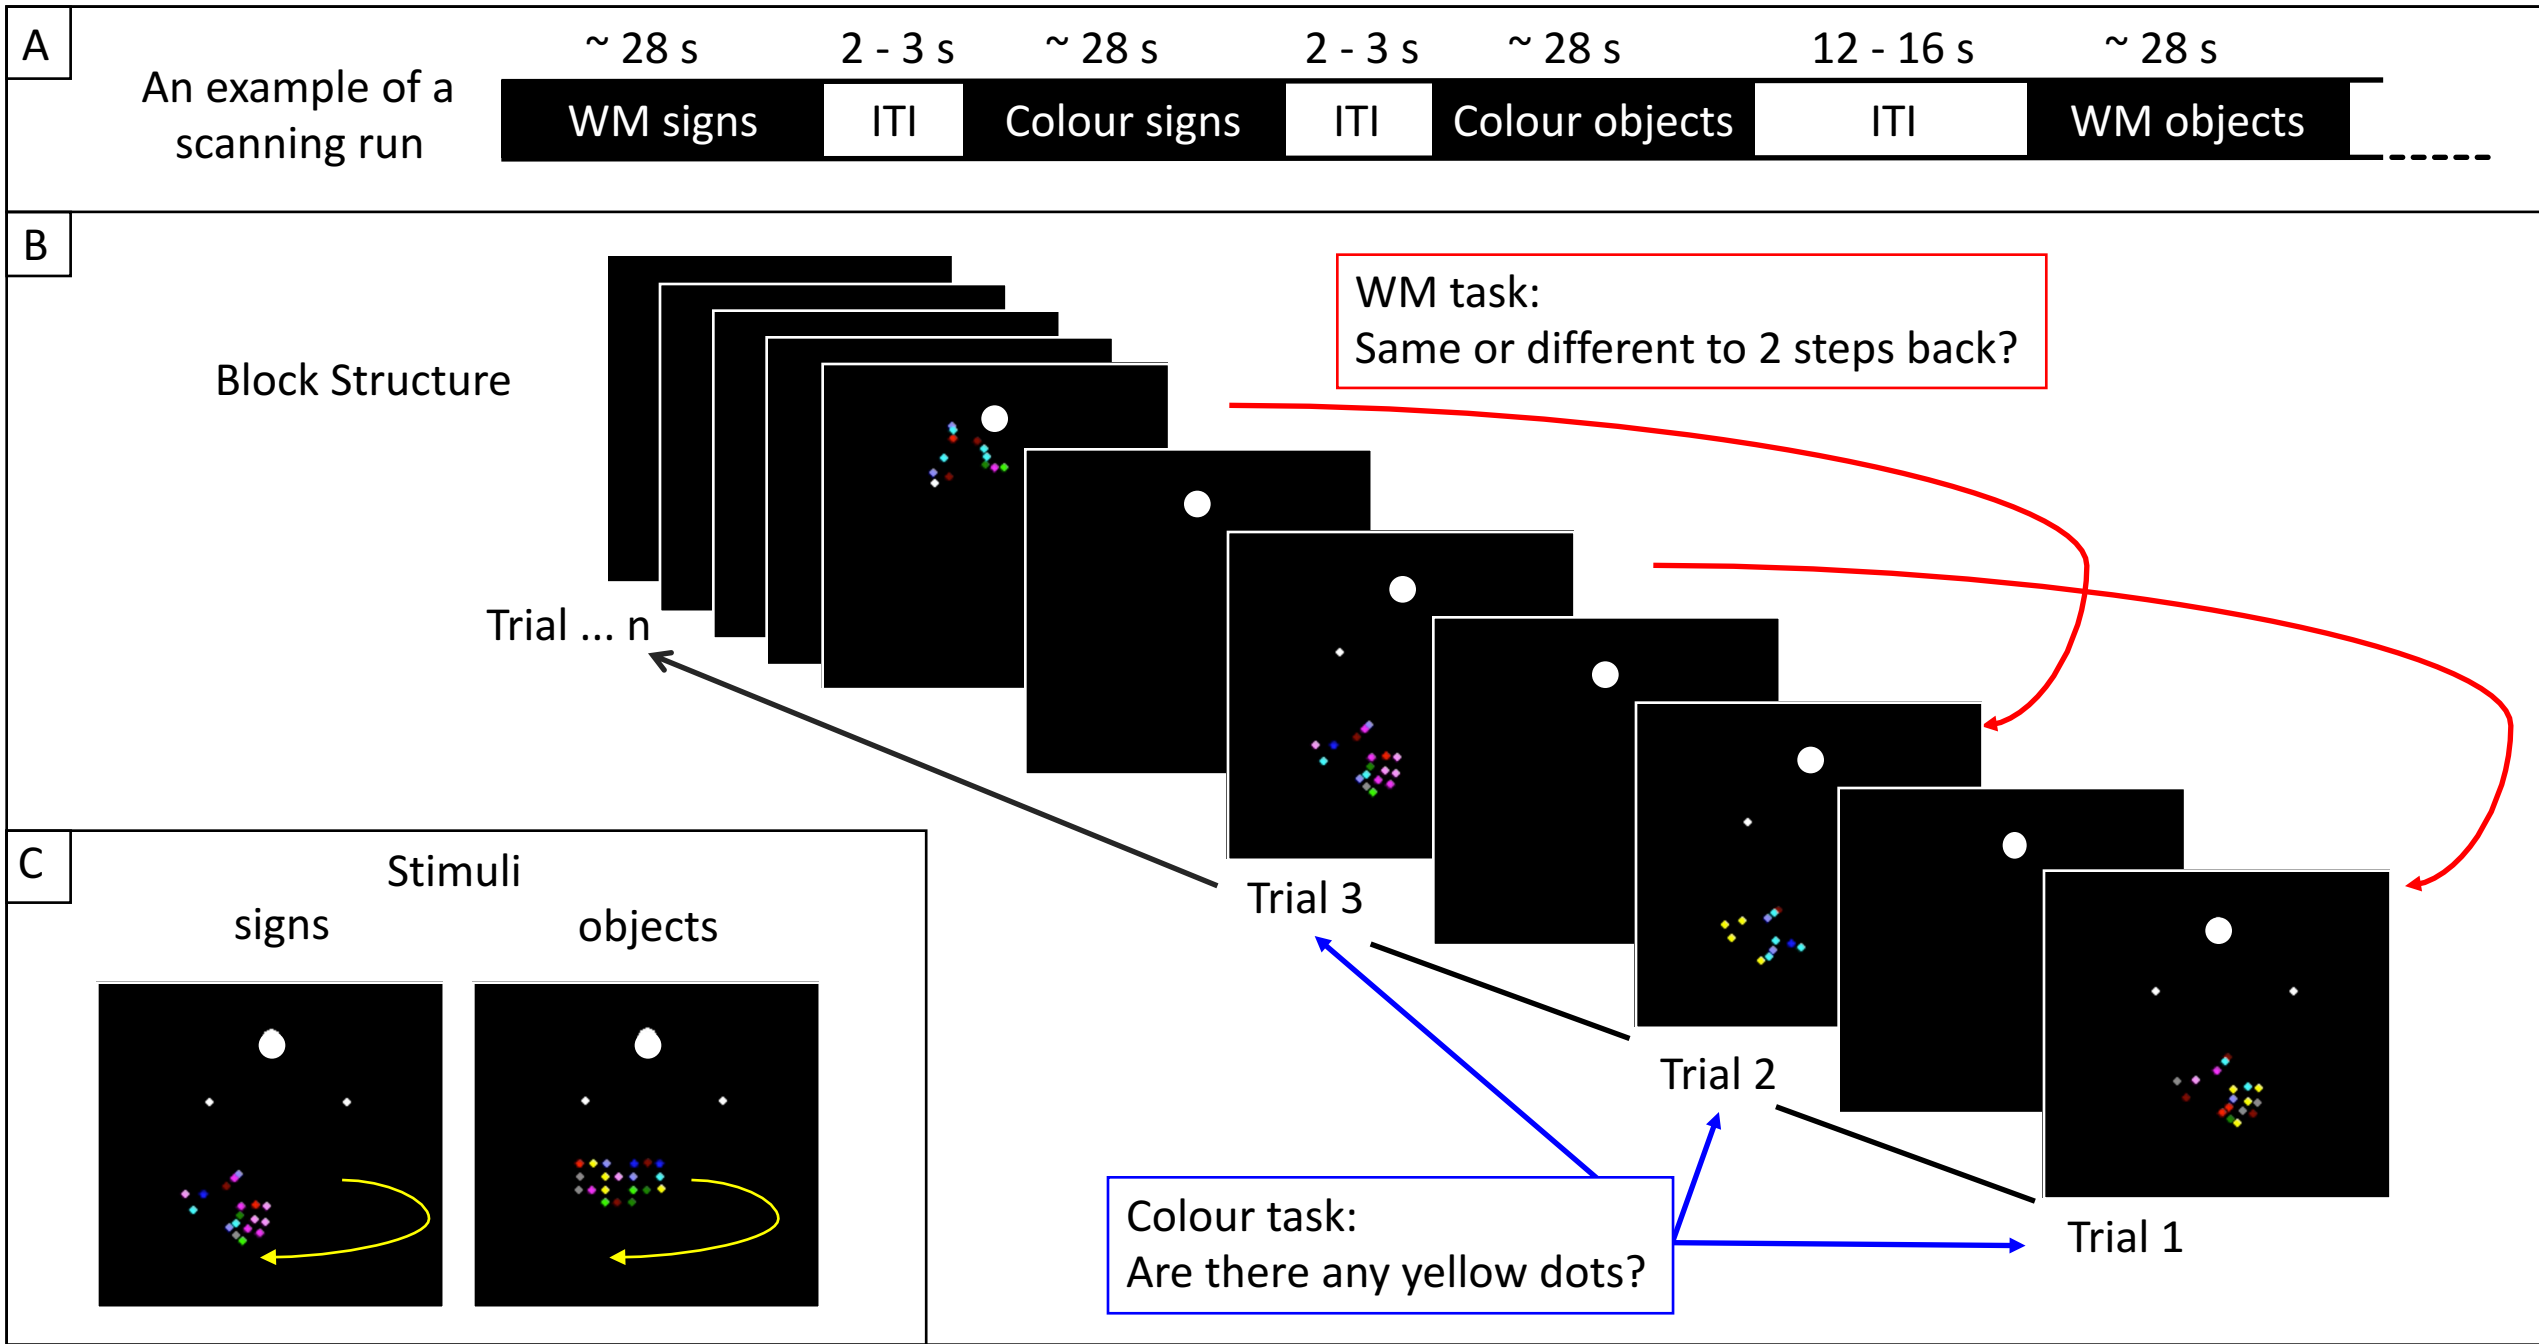 A
~ 28 s 2 - 3 s ~ 28 s 2 - 3 s ~ 28 s 12 - 16 s ~ 28 s
An example of a
scanning run
WM signs ITI Colour signs ITI Colour objects ITI WM objects
B
Block Structure
WM task:
Same or different to 2 steps back?
Trial ... n
Trial 3
Trial 2
Trial 1
Colour task:
Are there any yellow dots?
C
Stimuli
signs objects